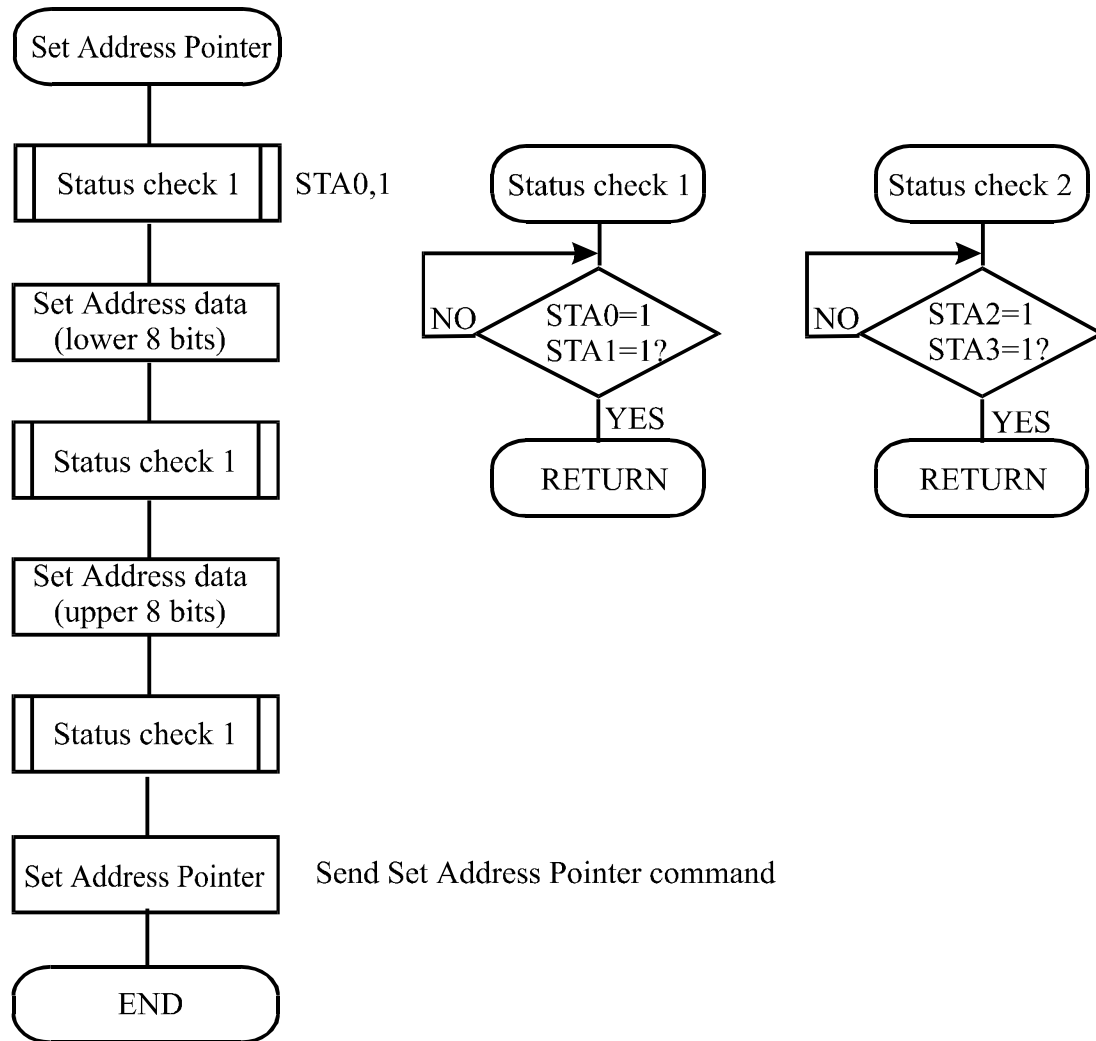 Set Address Pointer
Status check 1
STA0,1
Set Address data
(lower 8 bits)
Status check 1
Set Address data
(upper 8 bits)
Status check 1
Set Address Pointer
Send Set Address Pointer command
END
Status check 1
NO
STA0=1
STA1=1?
YES
RETURN
Status check 2
NO
STA2=1
STA3=1?
YES
RETURN